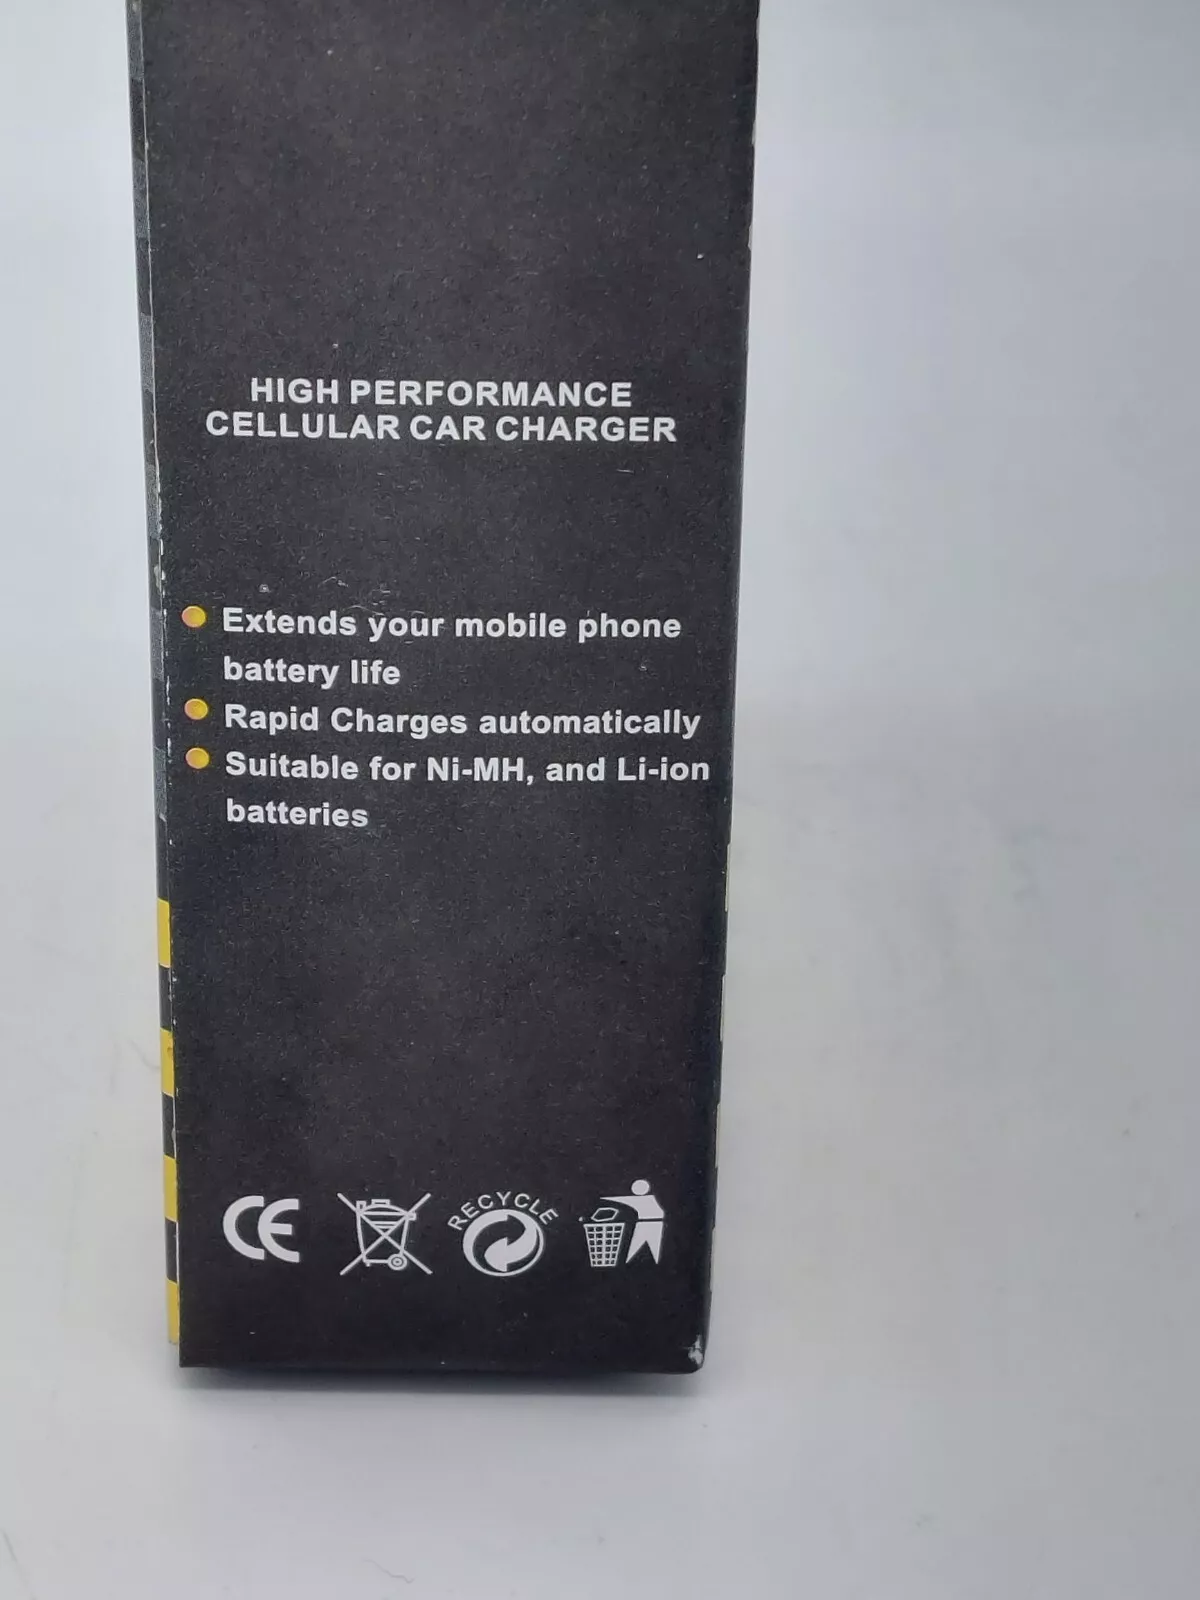 HIGH PERFORMANCE
CELLULAR CAR CHARGER
Extends your mobile phone
battery life
Rapid Charges automatically
Suitable for Ni-MH, and Li-ion
batteries
CE
RECYCLE